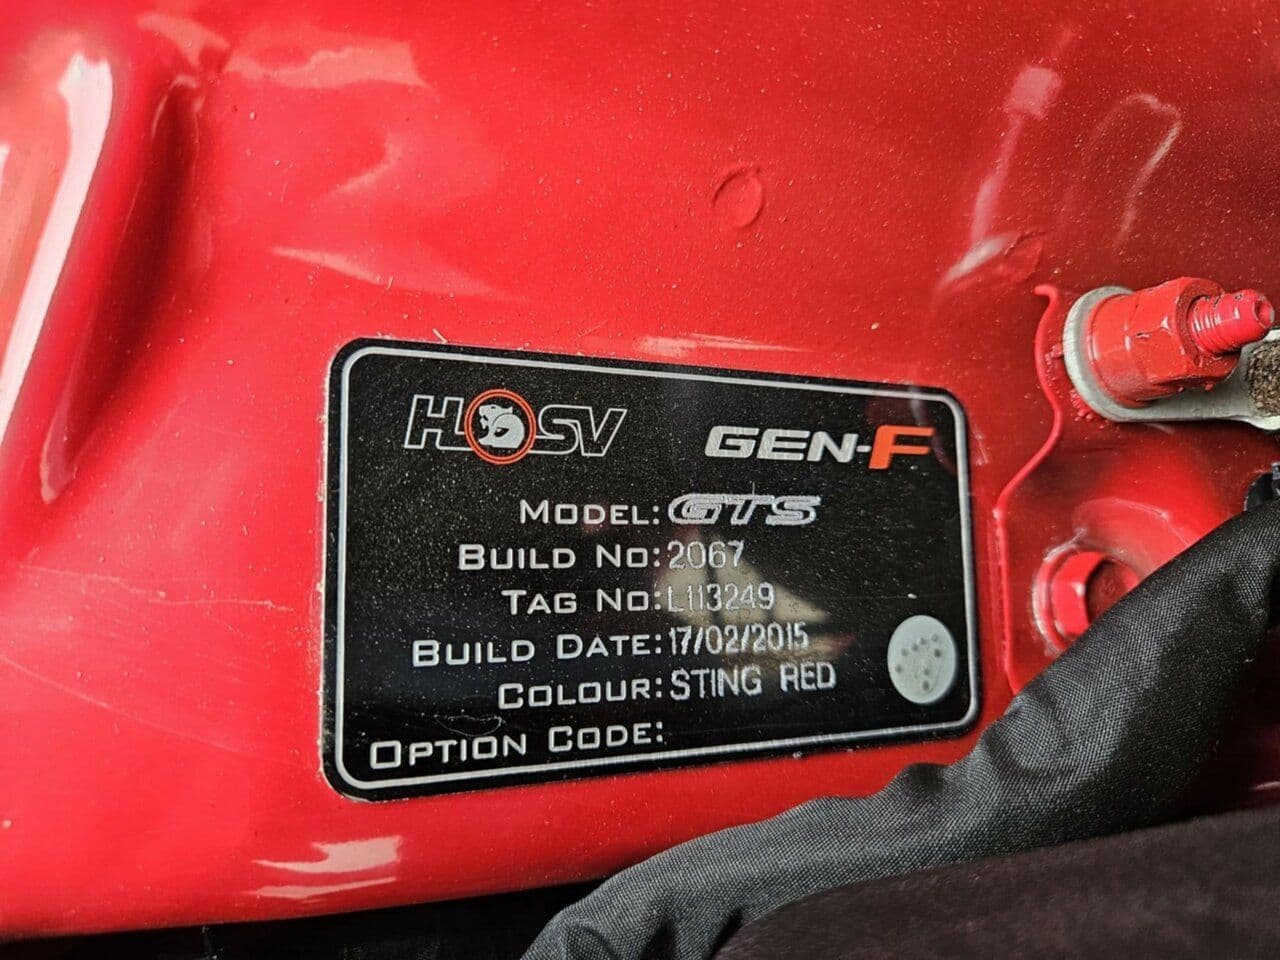 HSV GEN-F
MODEL: GTS
BUILD NO: 2067
TAG NO: L113249
BUILD DATE: 17/02/2015
COLOUR: STING RED
OPTION CODE: